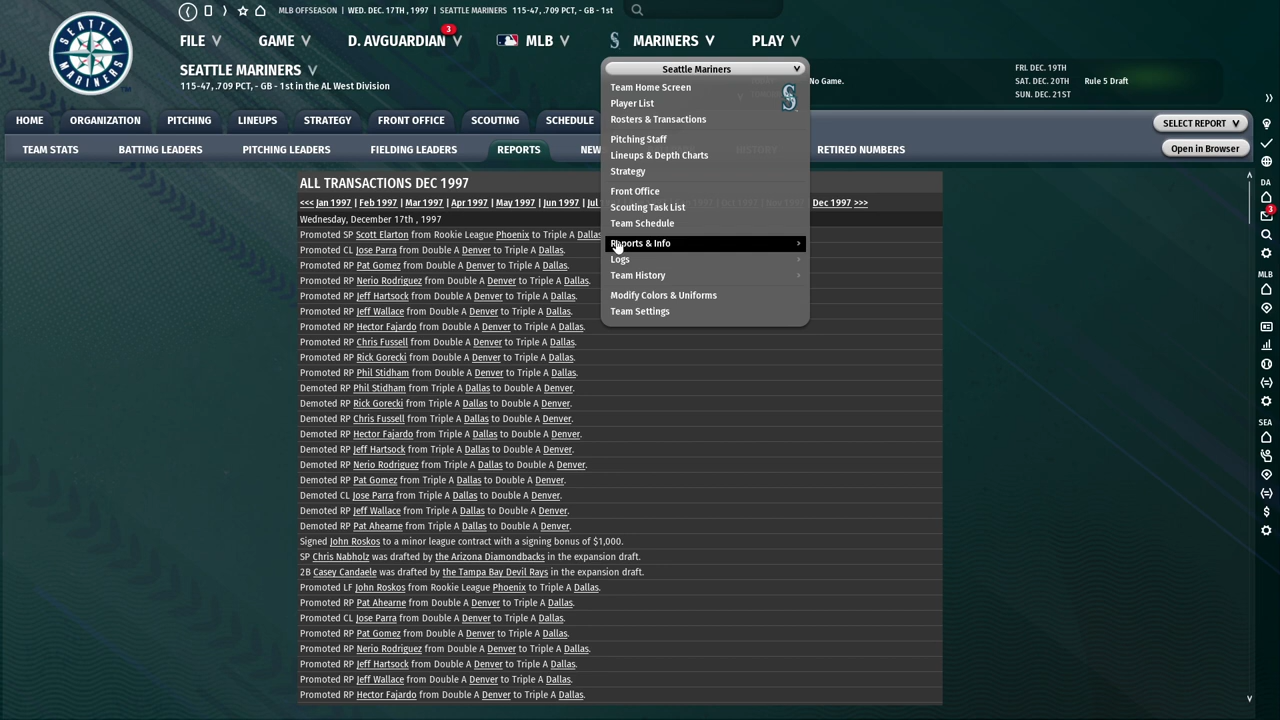 MLB OFFSEASON | WED. DEC. 17TH , 1997 | SEATTLE MARINERS 115-47, .709 PCT, - GB - 1st
SEATTLE
MARINERS
FILE GAME D. AVGUARDIAN 3 MLB MARINERS PLAY
SEATTLE MARINERS
115-47, .709 PCT, - GB - 1st in the AL West Division
Seattle Mariners
Team Home Screen
Player List
Rosters & Transactions
Pitching Staff
Lineups & Depth Charts
Strategy
Front Office
Scouting Task List
Team Schedule
Reports & Info
Logs
Team History
Modify Colors & Uniforms
Team Settings
No Game.
FRI. DEC. 19TH
SAT. DEC. 20TH Rule 5 Draft
SUN. DEC. 21ST
HOME ORGANIZATION PITCHING LINEUPS STRATEGY FRONT OFFICE SCOUTING SCHEDULE
SELECT REPORT
TEAM STATS BATTING LEADERS PITCHING LEADERS FIELDING LEADERS REPORTS NEW HISTORY RETIRED NUMBERS
Open in Browser
ALL TRANSACTIONS DEC 1997
<<< Jan 1997 | Feb 1997 | Mar 1997 | Apr 1997 | May 1997 | Jun 1997 | Jul Dec 1997 >>>
Wednesday, December 17th , 1997
Promoted SP Scott Elarton from Rookie League Phoenix to Triple A Dallas
Promoted CL Jose Parra from Double A Denver to Triple A Dallas.
Promoted RP Pat Gomez from Double A Denver to Triple A Dallas.
Promoted RP Nerio Rodriguez from Double A Denver to Triple A Dallas.
Promoted RP Jeff Hartsock from Double A Denver to Triple A Dallas.
Promoted RP Jeff Wallace from Double A Denver to Triple A Dallas.
Promoted RP Hector Fajardo from Double A Denver to Triple A Dallas.
Promoted RP Chris Fussell from Double A Denver to Triple A Dallas.
Promoted RP Rick Gorecki from Double A Denver to Triple A Dallas.
Promoted RP Phil Stidham from Double A Denver to Triple A Dallas.
Demoted RP Phil Stidham from Triple A Dallas to Double A Denver.
Demoted RP Rick Gorecki from Triple A Dallas to Double A Denver.
Demoted RP Chris Fussell from Triple A Dallas to Double A Denver.
Demoted RP Hector Fajardo from Triple A Dallas to Double A Denver.
Demoted RP Jeff Hartsock from Triple A Dallas to Double A Denver.
Demoted RP Nerio Rodriguez from Triple A Dallas to Double A Denver.
Demoted RP Pat Gomez from Triple A Dallas to Double A Denver.
Demoted CL Jose Parra from Triple A Dallas to Double A Denver.
Demoted RP Jeff Wallace from Triple A Dallas to Double A Denver.
Demoted RP Pat Ahearne from Triple A Dallas to Double A Denver.
Signed John Roskos to a minor league contract with a signing bonus of $1,000.
SP Chris Nabholz was drafted by the Arizona Diamondbacks in the expansion draft.
2B Casey Candaele was drafted by the Tampa Bay Devil Rays in the expansion draft.
Promoted LF John Roskos from Rookie League Phoenix to Triple A Dallas.
Promoted RP Pat Ahearne from Double A Denver to Triple A Dallas.
Promoted CL Jose Parra from Double A Denver to Triple A Dallas.
Promoted RP Pat Gomez from Double A Denver to Triple A Dallas.
Promoted RP Nerio Rodriguez from Double A Denver to Triple A Dallas.
Promoted RP Jeff Hartsock from Double A Denver to Triple A Dallas.
Promoted RP Jeff Wallace from Double A Denver to Triple A Dallas.
Promoted RP Hector Fajardo from Double A Denver to Triple A Dallas.
DA
3
MLB
SEA